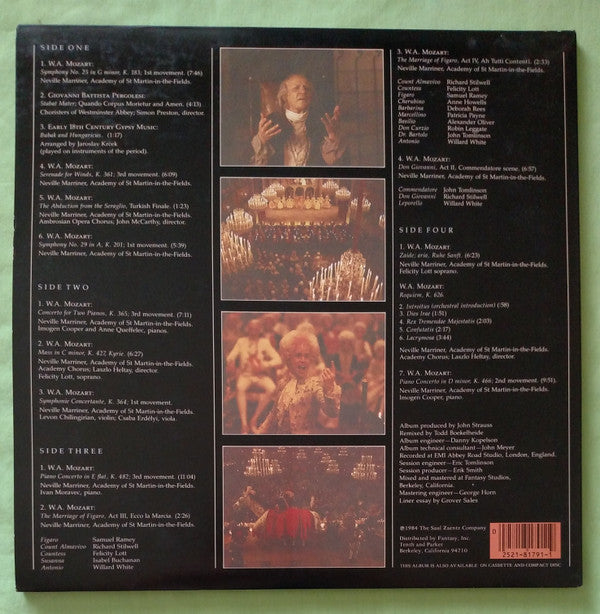 SIDE ONE
1. W.A. MOZART:
Symphony No. 25 in G minor, K. 183; 1st movement. (7:46)
Neville Marriner, Academy of St Martin-in-the-Fields.
2. GIOVANNI BATTISTA PERGOLESI:
Stabat Mater; Quando Corpus Morietur and Amen. (4:13)
Choristers of Westminster Abbey; Simon Preston, director.
3. EARLY 18TH CENTURY GYPSY MUSIC:
Bubak and Hungaricus. (1:17)
Arranged by Jaroslav Krček
(played on instruments of the period).
4. W.A. MOZART:
Serenade for Winds, K. 361; 3rd movement. (6:09)
Neville Marriner, Academy of St Martin-in-the-Fields.
5. W.A. MOZART:
The Abduction from the Seraglio, Turkish Finale. (1:23)
Neville Marriner, Academy of St Martin-in-the-Fields.
Ambrosian Opera Chorus; John McCarthy, director.
6. W.A. MOZART:
Symphony No. 29 in A, K. 201; 1st movement. (5:39)
Neville Marriner, Academy of St Martin-in-the-Fields.
SIDE TWO
1. W.A. MOZART:
Concerto for Two Pianos, K. 365; 3rd movement. (7:11)
Neville Marriner, Academy of St Martin-in-the-Fields.
Imogen Cooper and Anne Queffelec, pianos.
2. W.A. MOZART:
Mass in C minor, K. 427, Kyrie. (6:27)
Neville Marriner, Academy of St Martin-in-the-Fields.
Academy Chorus; Laszlo Heltay, director.
Felicity Lott, soprano.
3. W.A. MOZART:
Symphonie Concertante, K. 364; 1st movement.
Neville Marriner, Academy of St Martin-in-the-Fields.
Levon Chilingirian, violin; Csaba Erdélyi, viola.
SIDE THREE
1. W.A. MOZART:
Piano Concerto in E flat, K. 482; 3rd movement. (11:04)
Neville Marriner, Academy of St Martin-in-the-Fields.
Ivan Moravec, piano.
2. W.A. MOZART:
The Marriage of Figaro, Act III, Ecco la Marcia. (2:26)
Neville Marriner, Academy of St Martin-in-the-Fields.
Figaro Samuel Ramey
Count Almavivo Richard Stilwell
Countess Felicity Lott
Susanna Isobel Buchanan
Antonio Willard White
3. W.A. MOZART:
The Marriage of Figaro, Act IV, Ah Tutti Contenti. (2:53)
Neville Marriner, Academy of St Martin-in-the-Fields.
Count Almavivo Richard Stilwell
Countess Felicity Lott
Figaro Samuel Ramey
Cherubino Anne Howells
Barbarina Deborah Rees
Marcellino Patricia Payne
Basilio Alexander Oliver
Don Curzio Robin Leggate
Dr. Bartolo John Tomlinson
Antonio Willard White
4. W.A. MOZART:
Don Giovanni, Act II, Commendatore scene. (6:57)
Neville Marriner, Academy of St Martin-in-the-Fields.
Commendatore John Tomlinson
Don Giovanni Richard Stilwell
Leporello Willard White
SIDE FOUR
1. W.A. MOZART:
Zaide; aria, Ruhe Sanft. (6:23)
Neville Marriner, Academy of St Martin-in-the-Fields.
Felicity Lott soprano.
W.A. MOZART:
Requiem, K. 626.
2. Introitus (orchestral introduction) (:58)
3. Dies Irae (1:51)
4. Rex Tremendae Majestatis (2:03)
5. Confutatis (2:17)
6. Lacrymosa (3:44)
Neville Marriner, Academy of St Martin-in-the-Fields.
Academy Chorus; Laszlo Heltay, director.
7. W.A. MOZART:
Piano Concerto in D minor, K. 466; 2nd movement. (9:51).
Neville Marriner, Academy of St Martin-in-the-Fields.
Imogen Cooper, piano.
Album produced by John Strauss
Remixed by Todd Boekelheide
Album engineer—Danny Kopelson
Album technical consultant—John Meyer
Recorded at EMI Abbey Road Studio, London, England.
Session engineer—Eric Tomlinson
Session producer—Erik Smith
Mixed and mastered at Fantasy Studios,
Berkeley, California.
Mastering engineer—George Horn
Liner essay by Grover Sales
℗1984 The Saul Zaentz Company
Distributed by Fantasy, Inc.
Tenth and Parker
Berkeley, California 94710
0 2521-81791-1
THIS ALBUM IS ALSO AVAILABLE ON CASSETTE AND COMPACT DISC